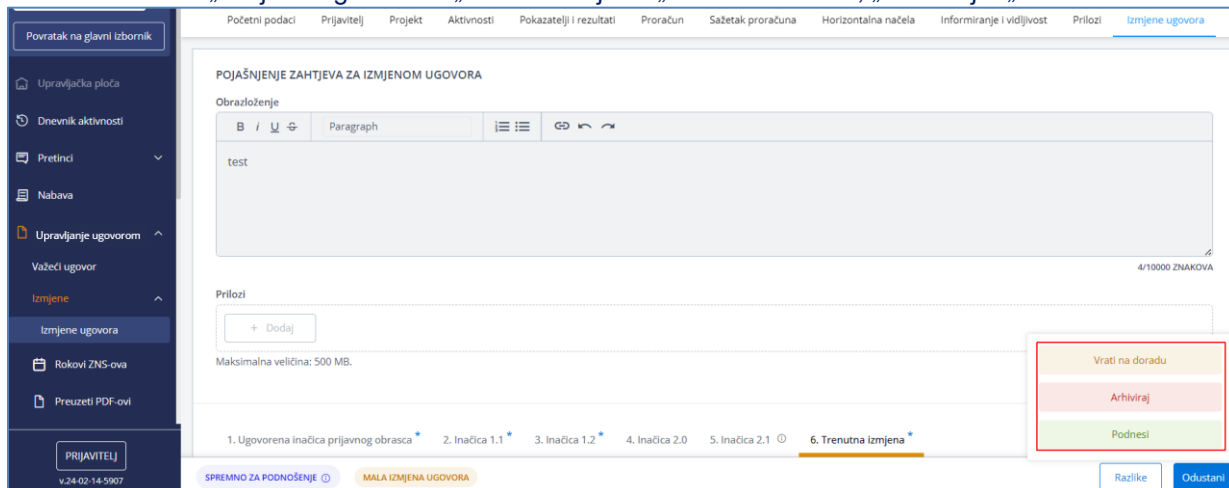 Početni podaci Prijavitelj Projekt Aktivnosti Pokazatelji i rezultati Proračun Sažetak proračuna Horizontalna načela Informiranje i vidljivost Prilozi Izmjene ugovora
Povratak na glavni izbornik
Upravljačka ploča
Dnevnik aktivnosti
Pretinci
Nabava
Upravljanje ugovorom
Važeći ugovor
Izmjene
Izmjene ugovora
Rokovi ZNS-ova
Preuzeti PDF-ovi
PRIJAVITELJ
v.24-02-14-5907
POJAŠNJENJE ZAHTJEVA ZA IZMJENOM UGOVORA
Obrazloženje
B I U S Paragraph
test
4/10000 ZNAKOVA
Prilozi
+ Dodaj
Maksimalna veličina: 500 MB.
Vrati na doradu
Arhiviraj
Podnesi
1. Ugovorena inačica prijavnog obrasca * 2. Inačica 1.1 * 3. Inačica 1.2 * 4. Inačica 2.0 5. Inačica 2.1 6. Trenutna izmjena *
SPREMNO ZA PODNOŠENJE MALA IZMJENA UGOVORA
Razlike Odustani